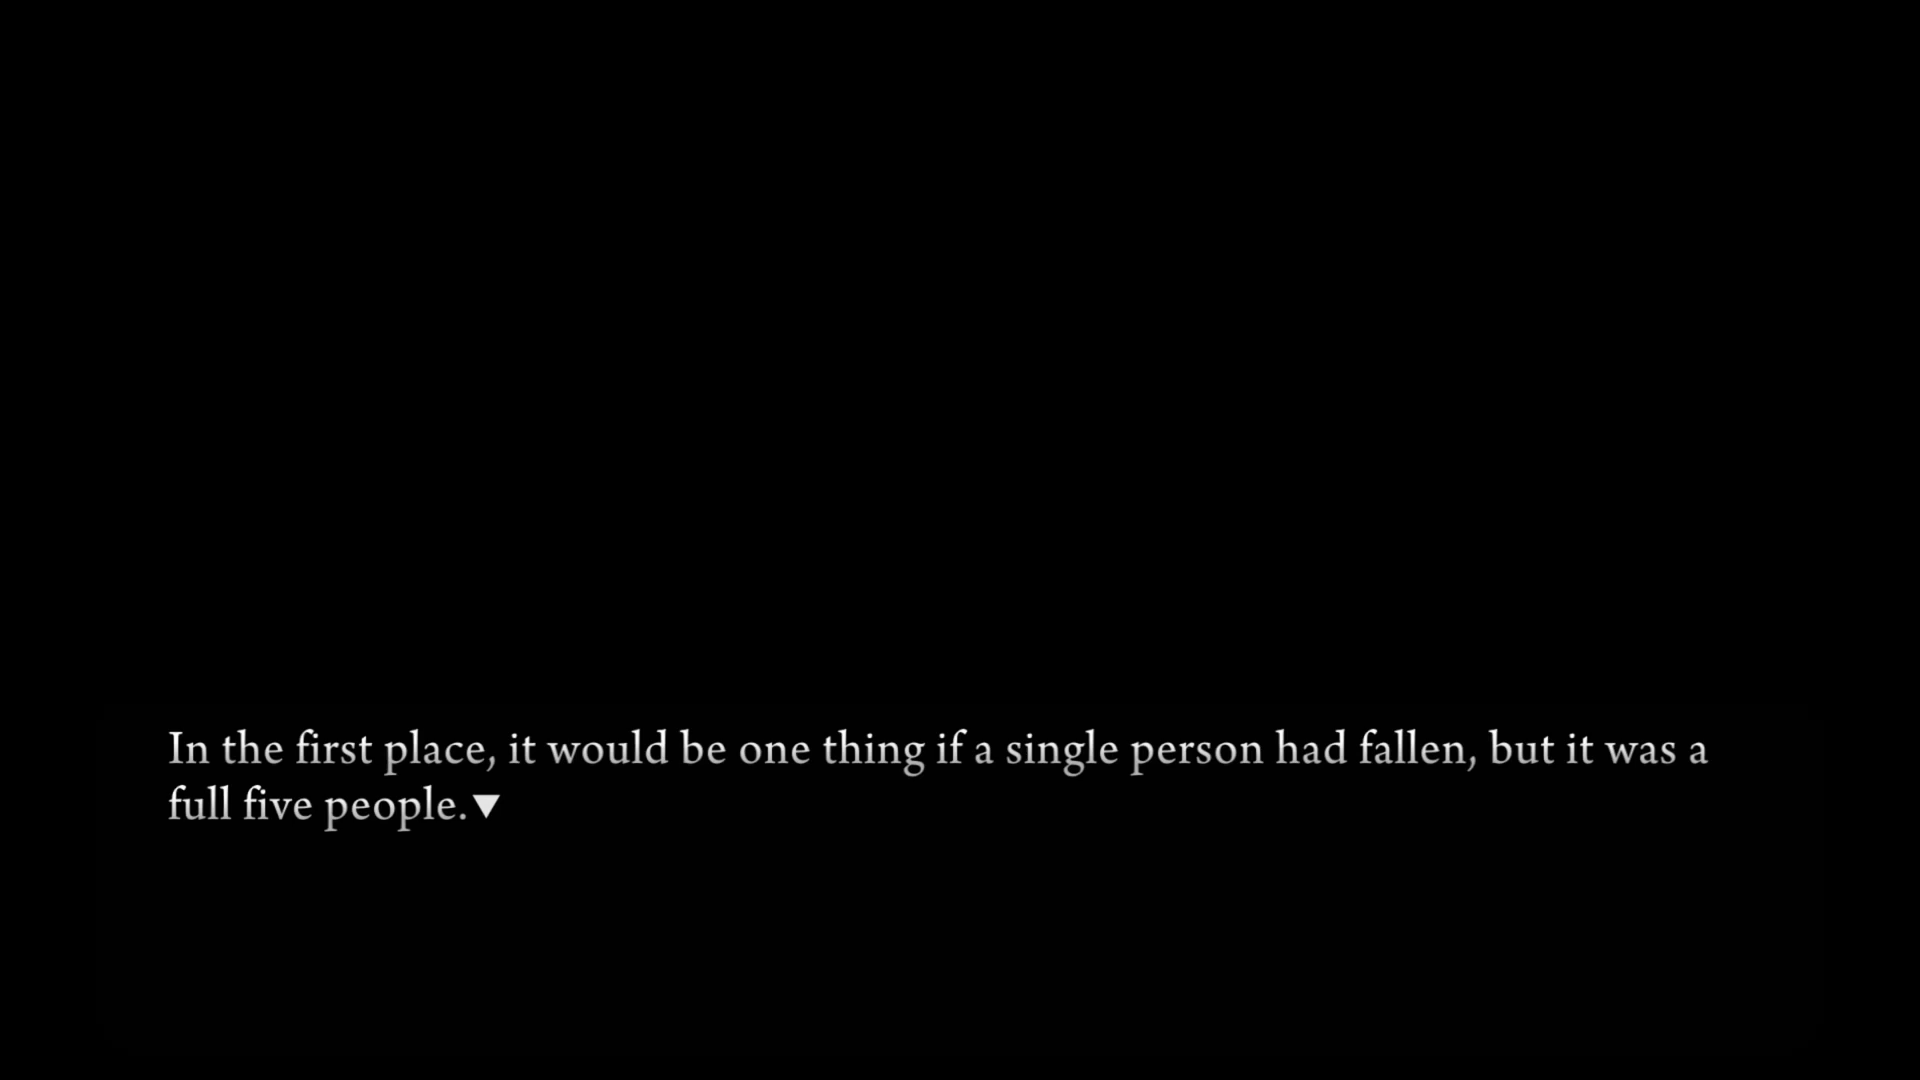 In the first place, it would be one thing if a single person had fallen, but it was a
full five people.▼